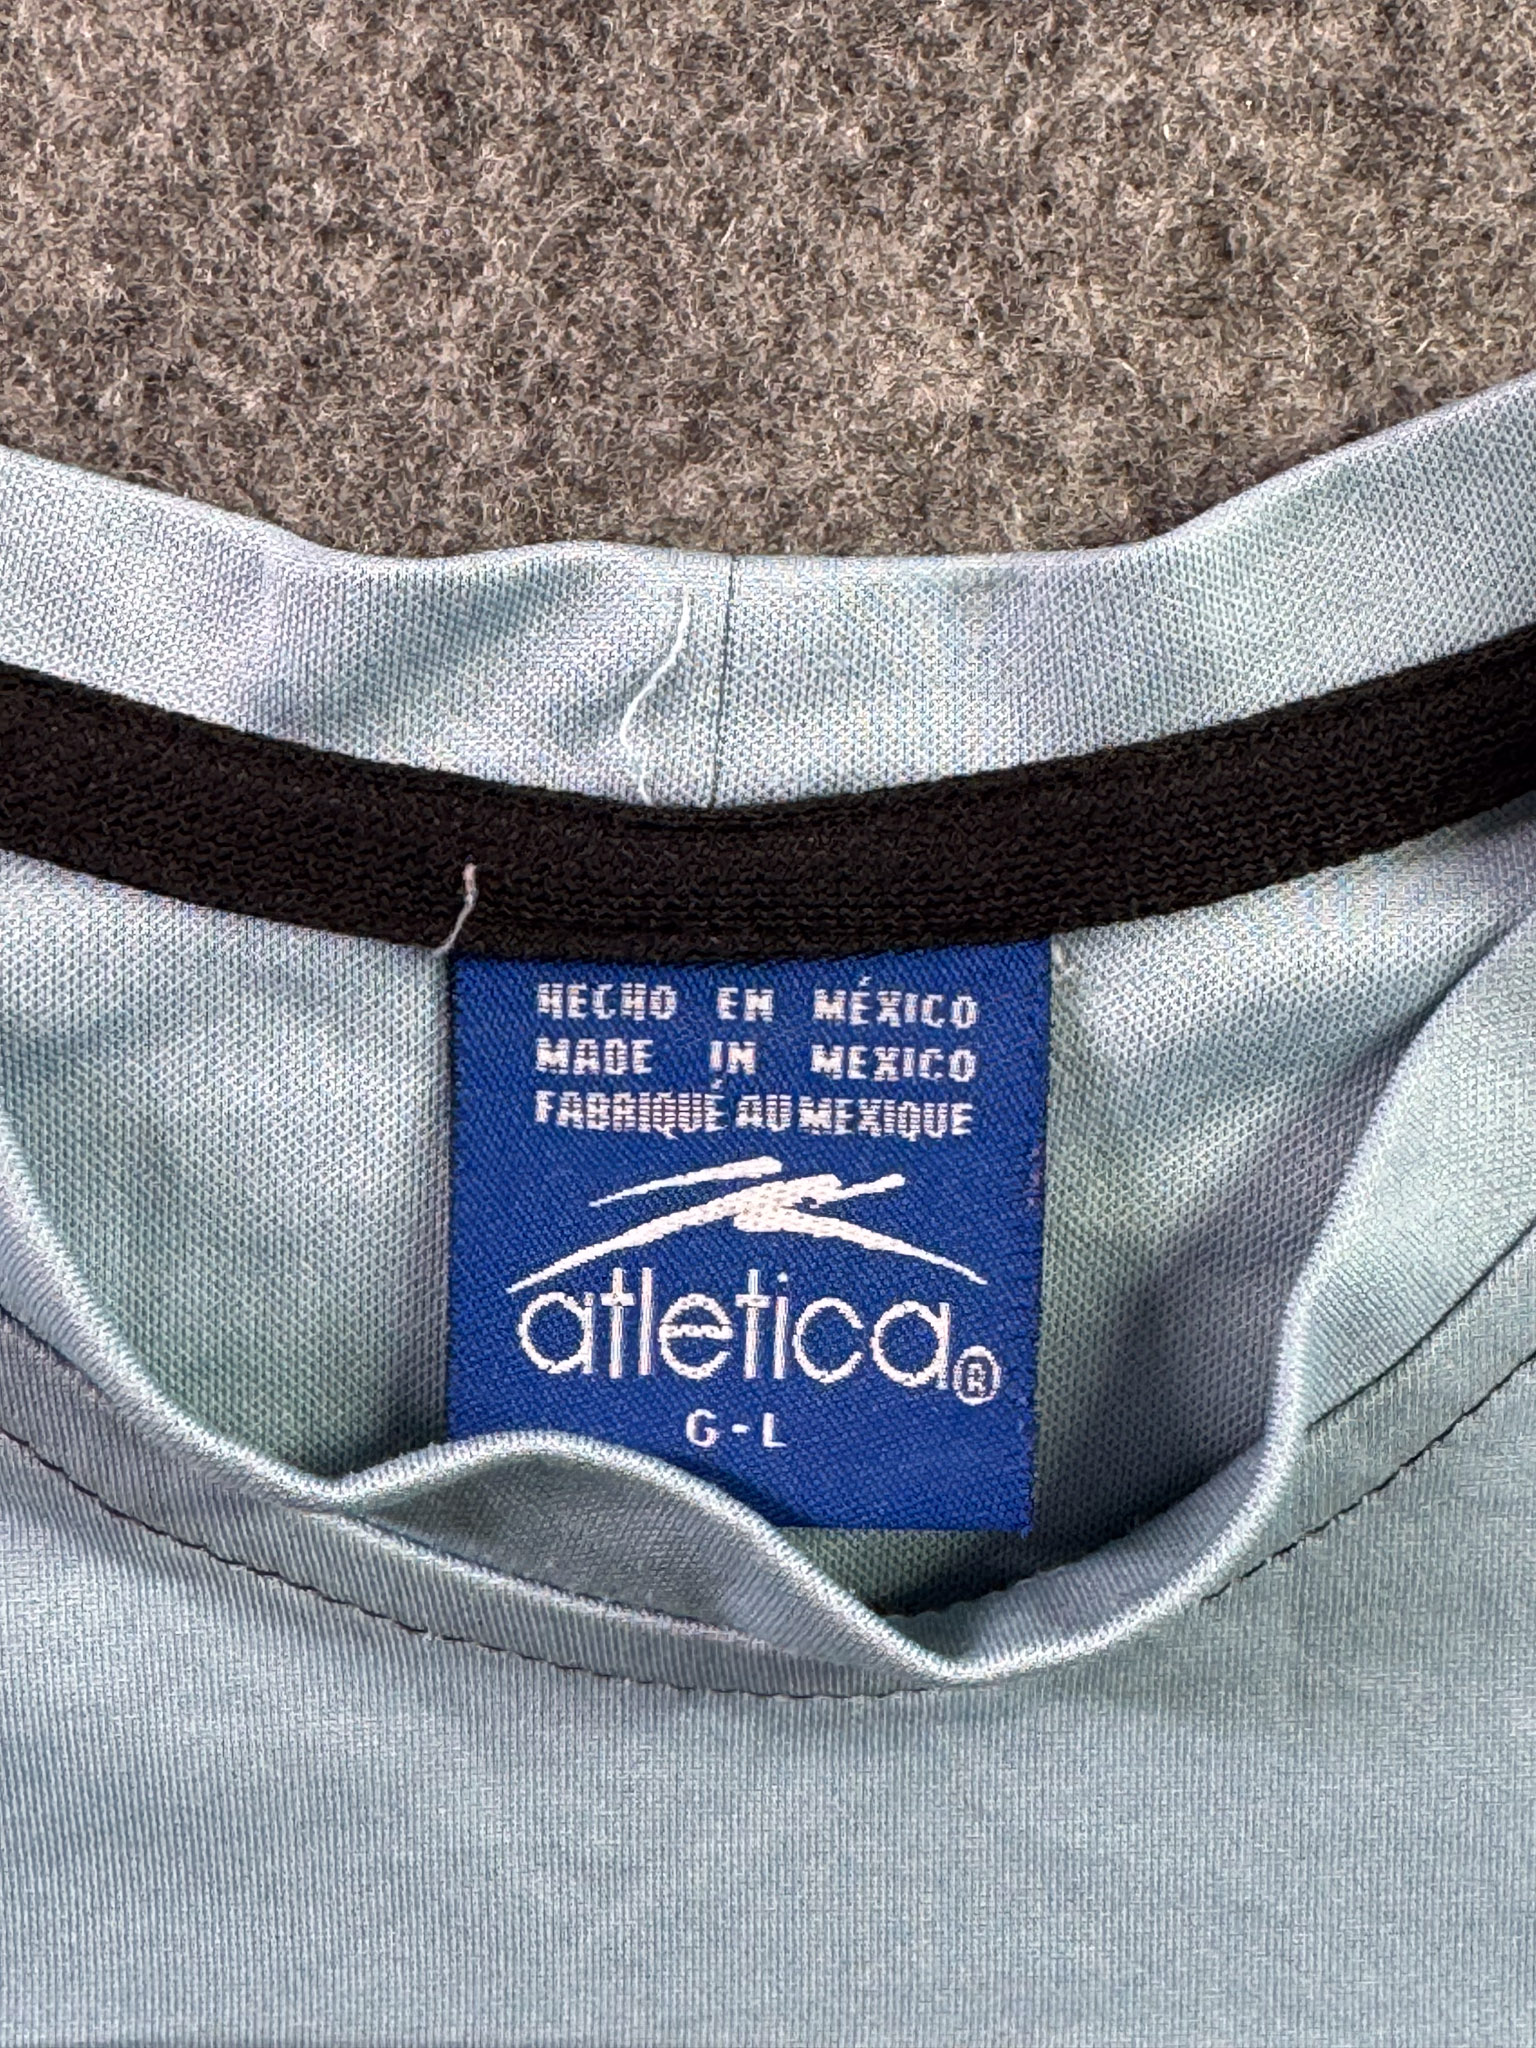 HECHO EN MÉXICO
MADE IN MEXICO
FABRIQUÉ AU MEXIQUE
atletica®
G-L